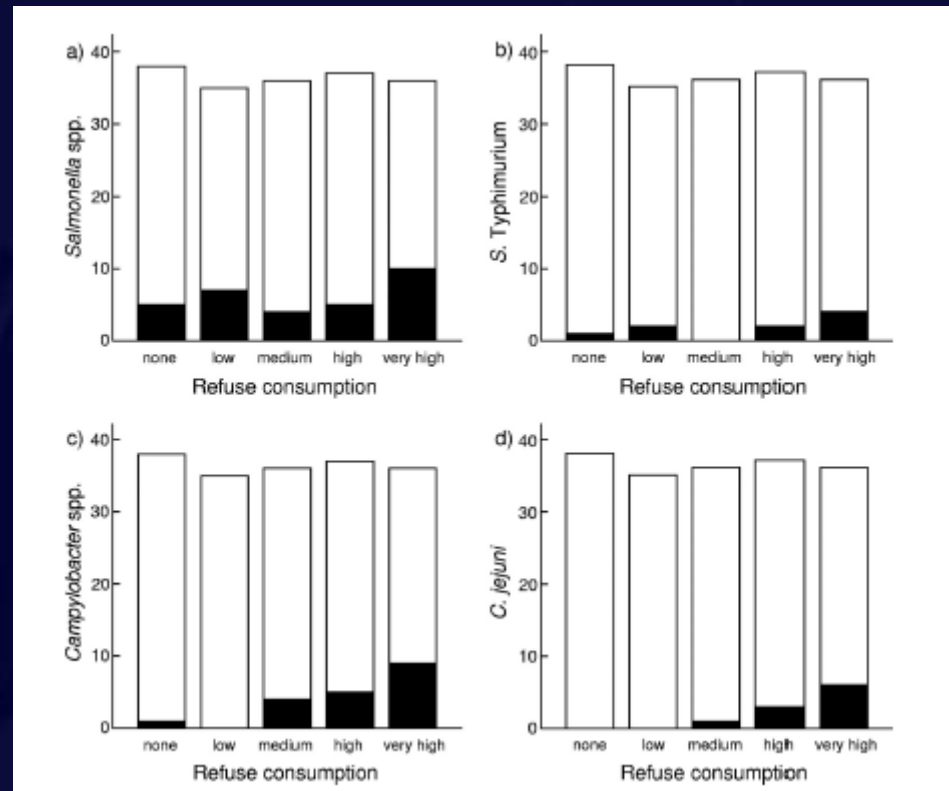 a)
40
30
20
10
0
Salmonella spp.
none low medium high very high
Refuse consumption
b)
40
30
20
10
0
S. Typhimurium
none low medium high very high
Refuse consumption
c)
40
30
20
10
0
Campylobacter spp.
none low medium high very high
Refuse consumption
d)
40
30
20
10
0
C. jejuni
none low medium high very high
Refuse consumption